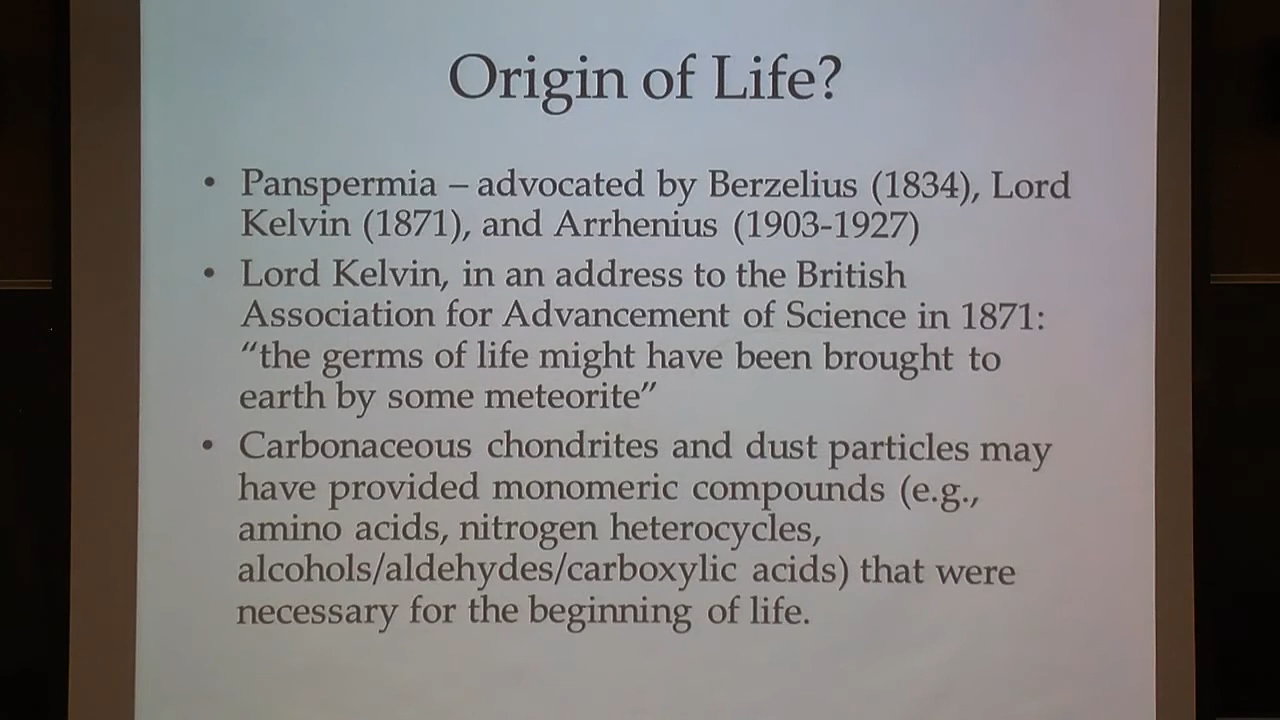 Origin of Life?
• Panspermia – advocated by Berzelius (1834), Lord
Kelvin (1871), and Arrhenius (1903-1927)
• Lord Kelvin, in an address to the British
Association for Advancement of Science in 1871:
“the germs of life might have been brought to
earth by some meteorite”
• Carbonaceous chondrites and dust particles may
have provided monomeric compounds (e.g.,
amino acids, nitrogen heterocycles,
alcohols/aldehydes/carboxylic acids) that were
necessary for the beginning of life.